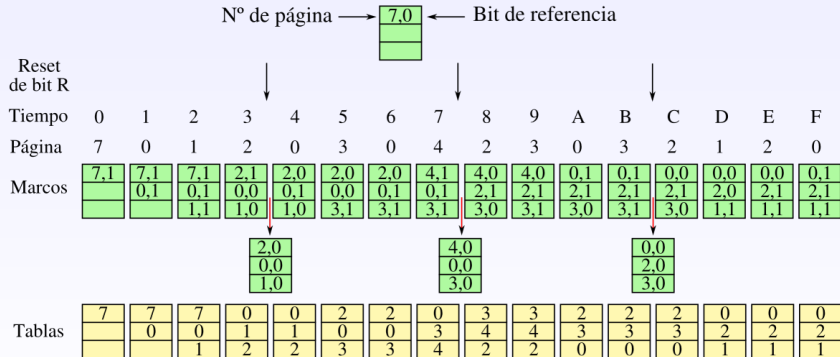 Nº de página 7,0 Bit de referencia
Reset
de bit R
Tiempo 0 1 2 3 4 5 6 7 8 9 A B C D E F
Página 7 0 1 2 0 3 0 4 2 3 0 3 2 1 2 0
7,1 7,1 7,1 2,1 2,0 2,0 2,0 4,1 4,0 4,0 0,1 0,1 0,0 0,0 0,0 0,1
Marcos 0,1 0,1 0,0 0,1 0,0 0,1 0,1 2,1 2,1 2,1 2,1 2,1 2,0 2,1 2,1
1,1 1,0 1,0 3,1 3,1 3,1 3,0 3,1 3,0 3,1 3,0 1,1 1,1 1,1
2,0 4,0 0,0
0,0 0,0 2,0
1,0 3,0 3,0
7 7 7 0 0 2 2 0 3 3 2 2 2 0 0 0
Tablas 0 0 1 1 0 0 3 4 4 3 3 3 2 2 2
1 2 2 3 3 4 2 2 0 0 0 1 1 1